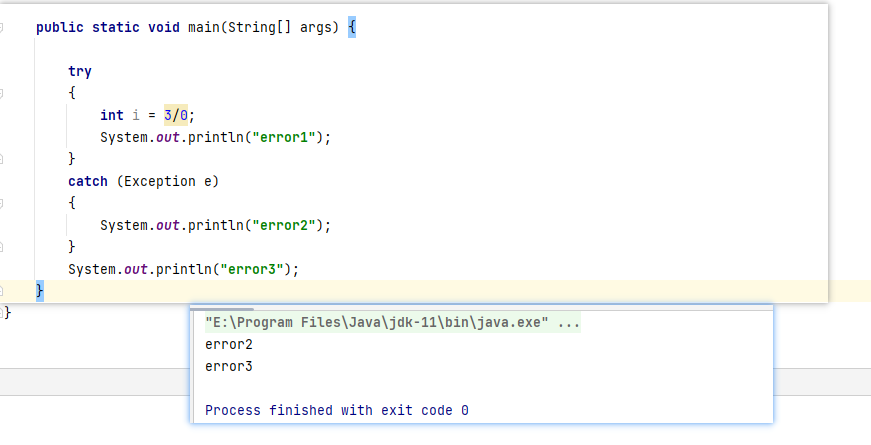 public static void main(String[] args) {
try
{
int i = 3/0;
System.out.println("error1");
}
catch (Exception e)
{
System.out.println("error2");
}
System.out.println("error3");
}
}
"E:\Program Files\Java\jdk-11\bin\java.exe" ...
error2
error3
Process finished with exit code 0